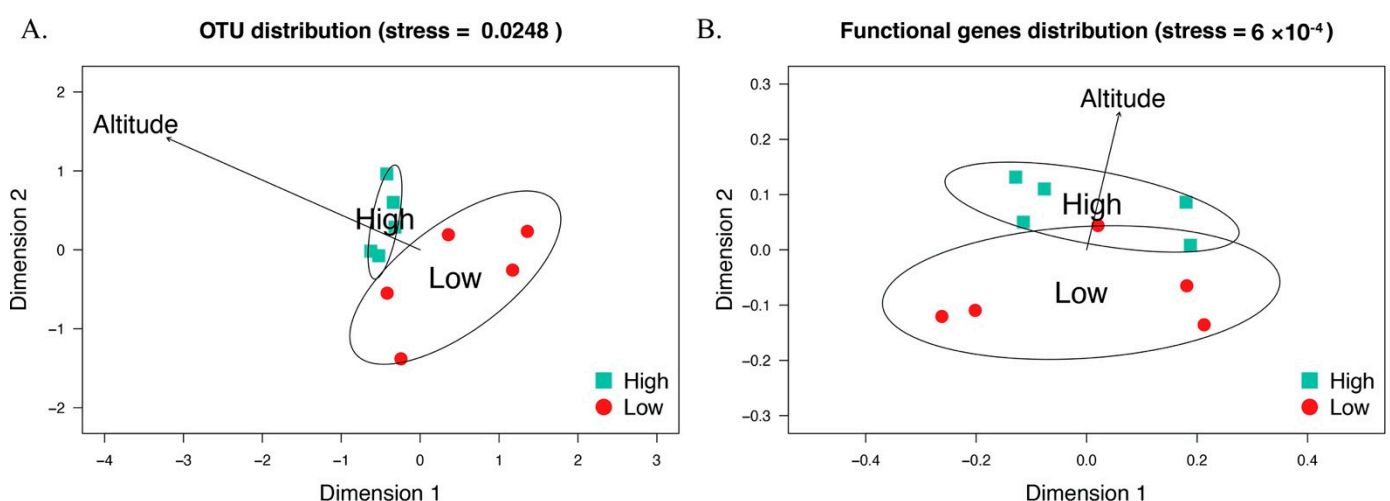 A.
OTU distribution (stress = 0.0248 )
2
1
0
−1
−2
Dimension 2
Altitude
High
Low
High
Low
−4 −3 −2 −1 0 1 2 3
Dimension 1
B.
Functional genes distribution (stress = 6 ×10⁻⁴)
0.3
0.2
0.1
0.0
−0.1
−0.2
−0.3
Dimension 2
Altitude
High
Low
High
Low
−0.4 −0.2 0.0 0.2 0.4
Dimension 1